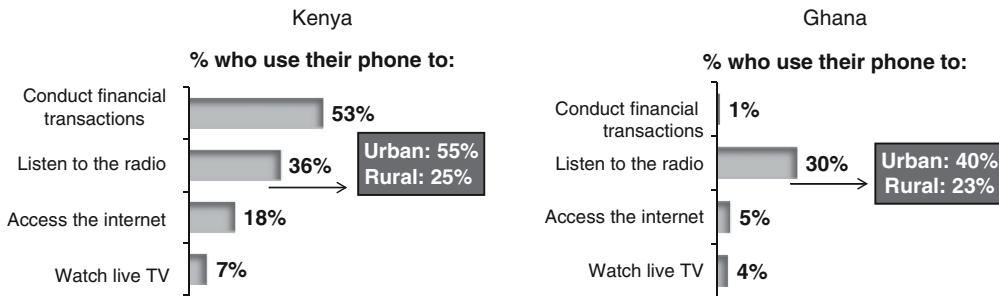 Kenya
% who use their phone to:
Conduct financial
transactions
53%
Listen to the radio
36%
Urban: 55%
Rural: 25%
Access the internet
18%
Watch live TV
7%
Ghana
% who use their phone to:
Conduct financial
transactions
1%
Listen to the radio
30%
Urban: 40%
Rural: 23%
Access the internet
5%
Watch live TV
4%